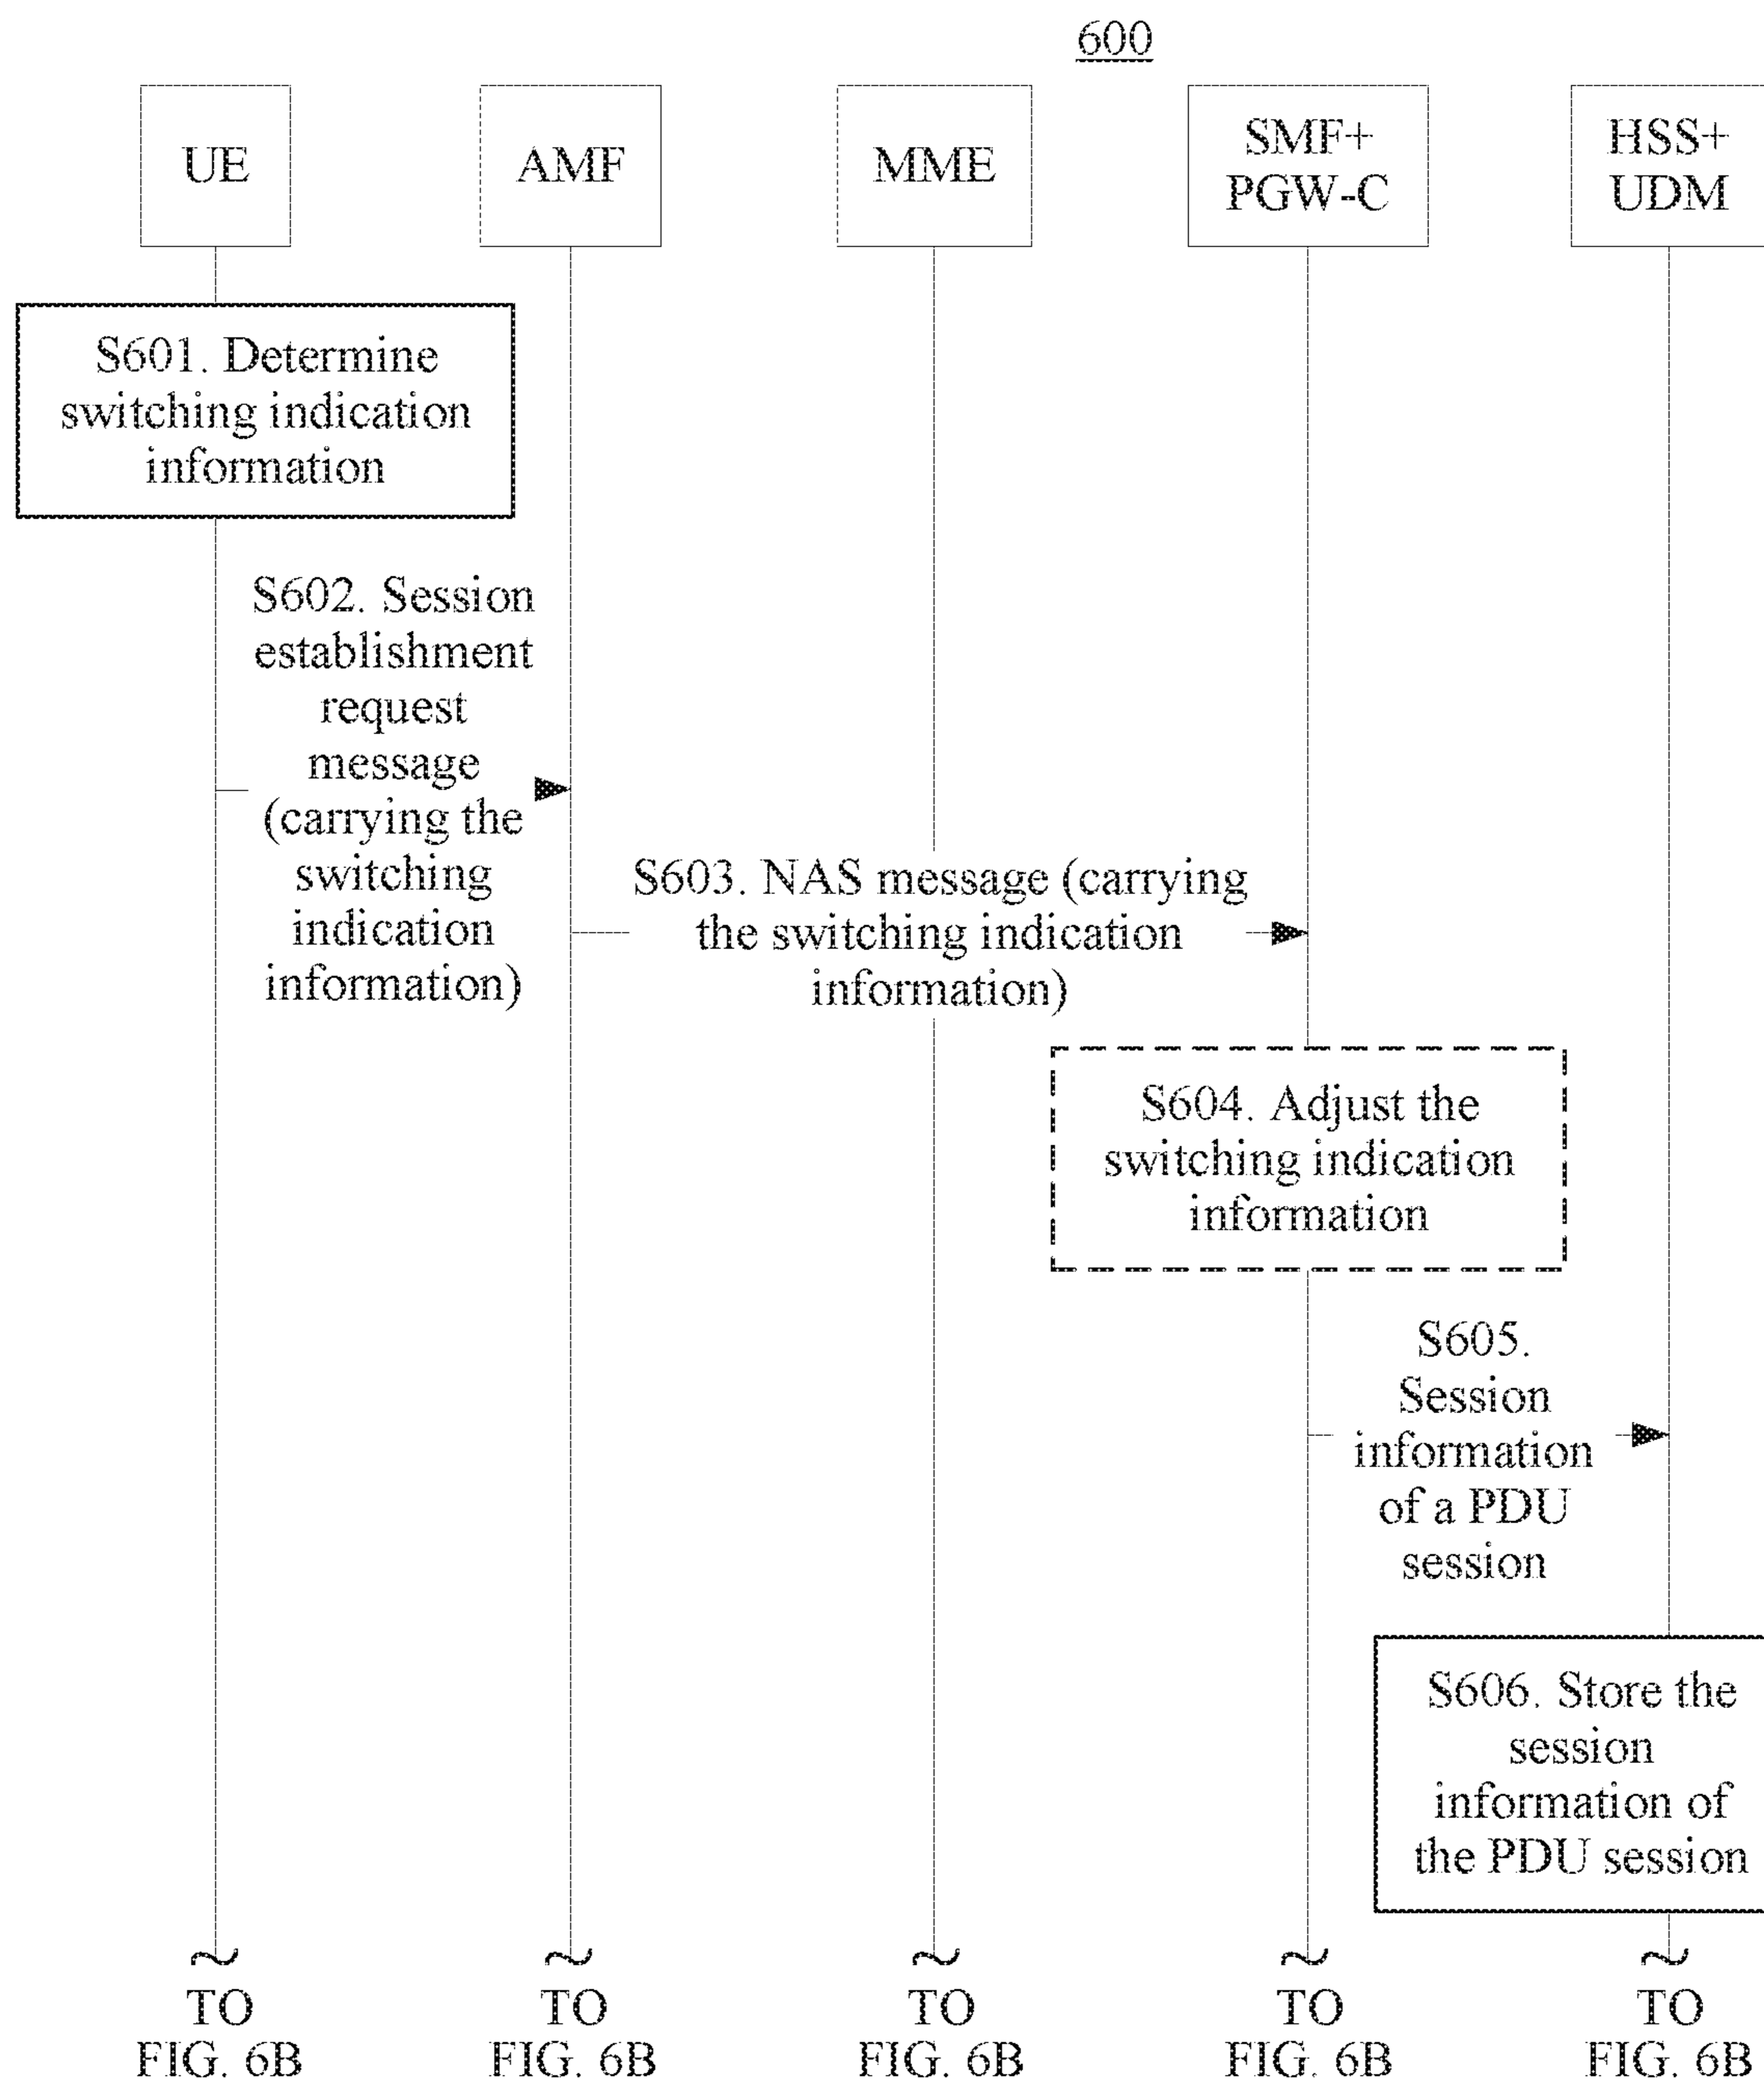 600
UE
AMF
MME
SMF+
PGW-C
HSS+
UDM
S601. Determine
switching indication
information
S602. Session
establishment
request
message
(carrying the
switching
indication
information)
S603. NAS message (carrying
the switching indication
information)
S604. Adjust the
switching indication
information
S605.
Session
information
of a PDU
session
S606. Store the
session
information of
the PDU session
~
TO
FIG. 6B
~
TO
FIG. 6B
~
TO
FIG. 6B
~
TO
FIG. 6B
~
TO
FIG. 6B